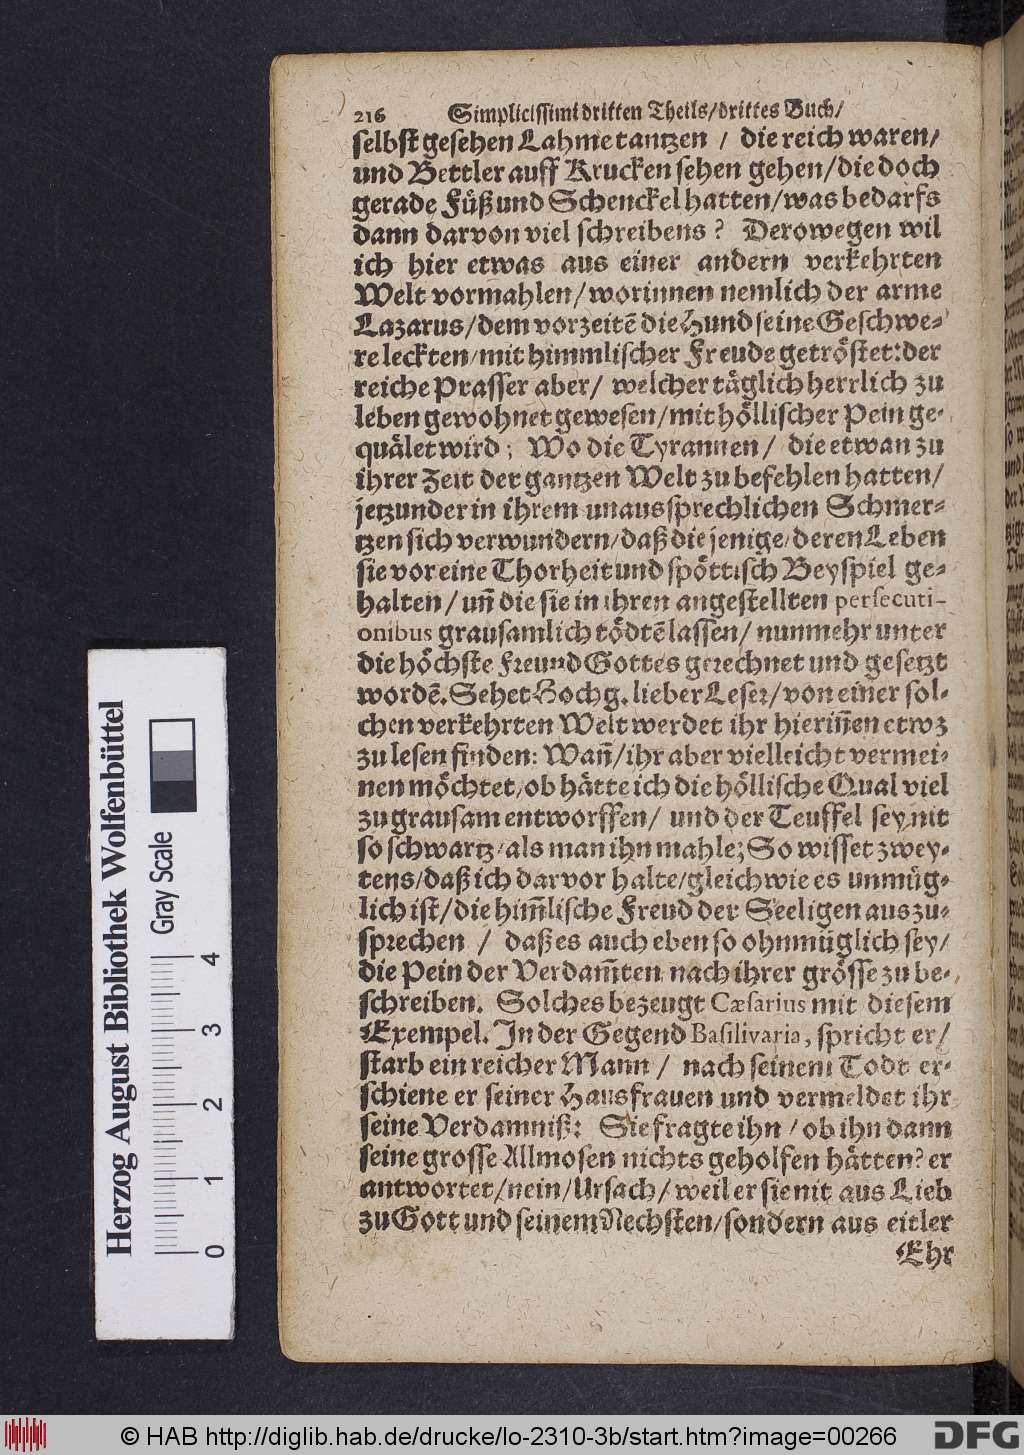 216 Simplicissimi dritten Theils/drittes Buch/
selbst gesehen Lahme tantzen / die reich waren/
und Bettler auff Krucken sehen gehen/die doch
gerade Füß und Schenckel hatten/was bedarfs
dann darvon viel schreibens? Derowegen wil
ich hier etwas aus einer andern verkehrten
Welt vormahlen/worinnen nemlich der arme
Lazarus/dem vorzeitẽ die Hund seine Geschwe-
re leckten/mit himmlischer Freude getröstet: der
reiche Prasser aber/ welcher täglich herrlich zu
leben gewohnet gewesen/mit höllischer Pein ge-
quälet wird; Wo die Tyrannen/ die etwan zu
ihrer Zeit der gantzen Welt zu befehlen hatten/
jetzunder in ihrem unaussprechlichen Schmer-
tzen sich verwundern/daß die jenige/deren Leben
sie vor eine Thorheit und spöttisch Beyspiel ge-
halten/ uñ die sie in ihren angestellten persecuti-
onibus grausamlich tödtẽ lassen/ nunmehr unter
die höchste Freund Gottes gerechnet und gesetzt
wordẽ. Sehet Hochg. lieber Leser/von einer sol-
chen verkehrten Welt werdet ihr hieriñen etwz
zu lesen finden: Wañ/ihr aber vielleicht vermei-
nen möchtet/ob hätte ich die höllische Qual viel
zu grausam entworffen/ und der Teuffel sey nit
so schwartz/als man ihn mahle; So wisset zwey-
tens/daß ich darvor halte/gleich wie es unmüg-
lich ist/die him̃lische Freud der Seeligen auszu-
sprechen / daß es auch eben so ohnmüglich sey/
die Pein der Verdam̃ten nach ihrer grösse zu be-
schreiben. Solches bezeugt Cæsarius mit diesem
Exempel. In der Gegend Basilivaria, spricht er/
starb ein reicher Mann / nach seinem Todt er-
schiene er seiner Hausfrauen und vermeldet ihr
seine Verdamniß: Sie fragte ihn / ob ihn dann
seine grosse Allmosen nichts geholfen hätten? er
antwortet/nein/Ursach/ weil er sie nit aus Lieb
zu Gott und seinem Nechsten/sondern aus eitler
Ehr
Herzog August Bibliothek Wolfenbüttel
Gray Scale
0 1 2 3 4
© HAB http://diglib.hab.de/drucke/lo-2310-3b/start.htm?image=00266
DFG